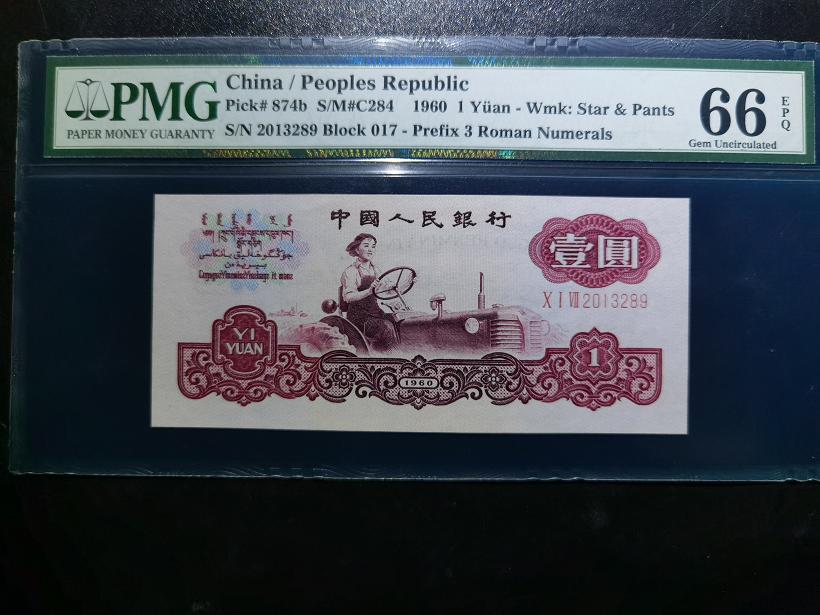 PMG
PAPER MONEY GUARANTY
China / Peoples Republic
Pick# 874b S/M#C284 1960 1 Yüan - Wmk: Star & Pants
S/N 2013289 Block 017 - Prefix 3 Roman Numerals
66 EPQ
Gem Uncirculated
中國人民銀行
壹圓
X I VII 2013289
YI
YUAN
1960
1